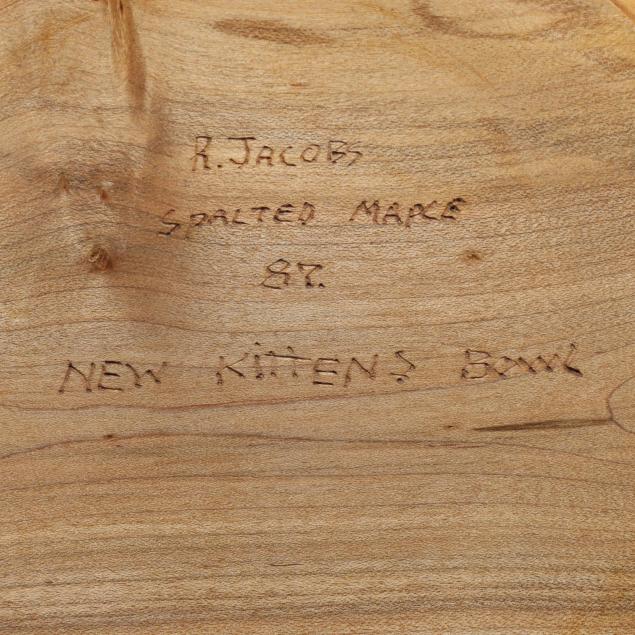 R. JACOBS
SPALTED MAPLE
87.
NEW KITTENS BOWL